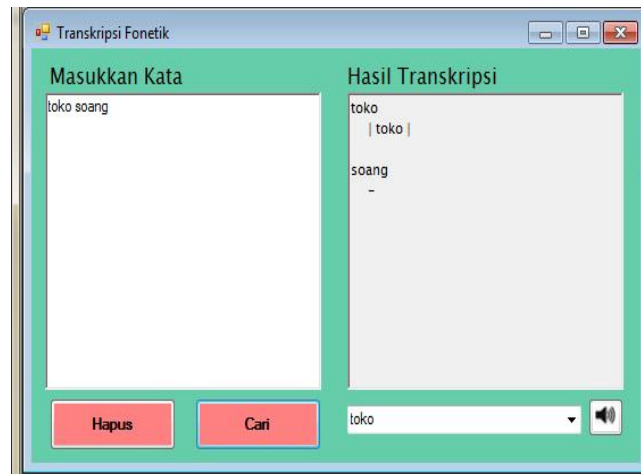 Transkripsi Fonetik
Masukkan Kata
toko soang
Hapus
Cari
Hasil Transkripsi
toko
| toko |
soang
–
toko